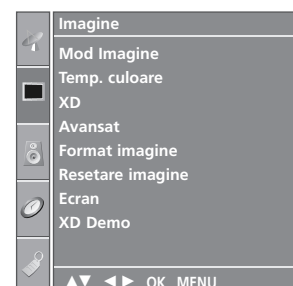 Imagine
Mod Imagine
Temp. culoare
XD
Avansat
Format imagine
Resetare imagine
Ecran
XD Demo
▲▼ ◄► OK MENU